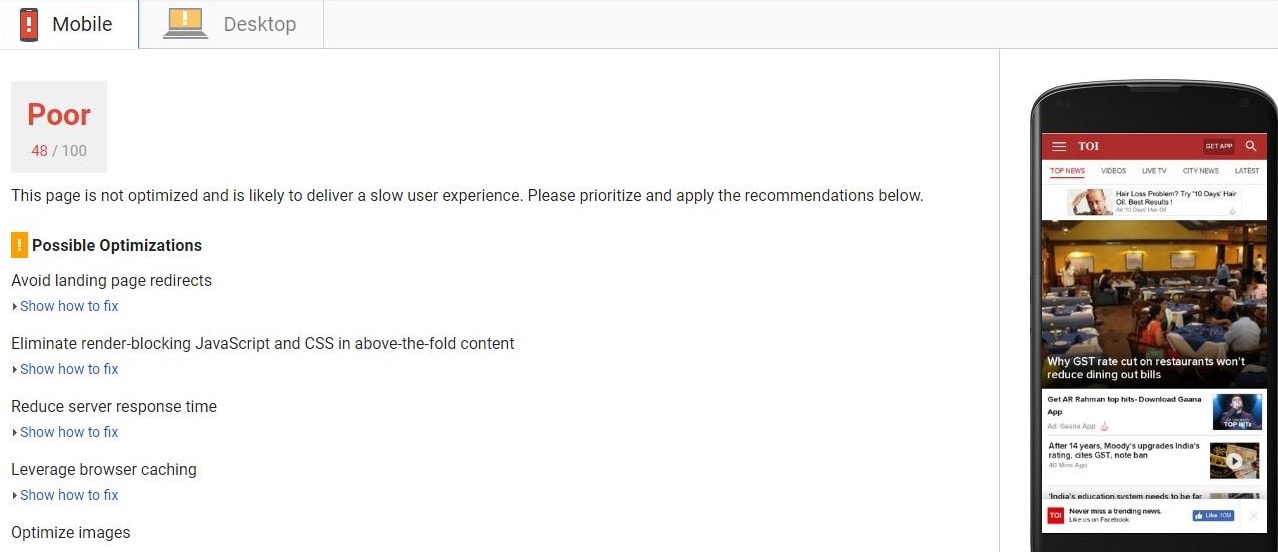 Mobile
Desktop
Poor
48 / 100
This page is not optimized and is likely to deliver a slow user experience. Please prioritize and apply the recommendations below.
! Possible Optimizations
Avoid landing page redirects
Show how to fix
Eliminate render-blocking JavaScript and CSS in above-the-fold content
Show how to fix
Reduce server response time
Show how to fix
Leverage browser caching
Show how to fix
Optimize images
TOI
GET APP
TOP NEWS VIDEOS LIVE TV CITY NEWS LATEST
Hair Loss Problem? Try '10 Days' Hair
Oil. Best Results !
Ad '10 Days' Hair Oil
Why GST rate cut on restaurants won't
reduce dining out bills
Get AR Rahman top hits- Download Gaana
App
Ad: Gaana App
TOP HITS
After 14 years, Moody's upgrades India's
rating, cites GST, note ban
40 Mins Ago
'India's education system needs to be far
TOI
Never miss a trending news.
Like us on Facebook.
Like 10M